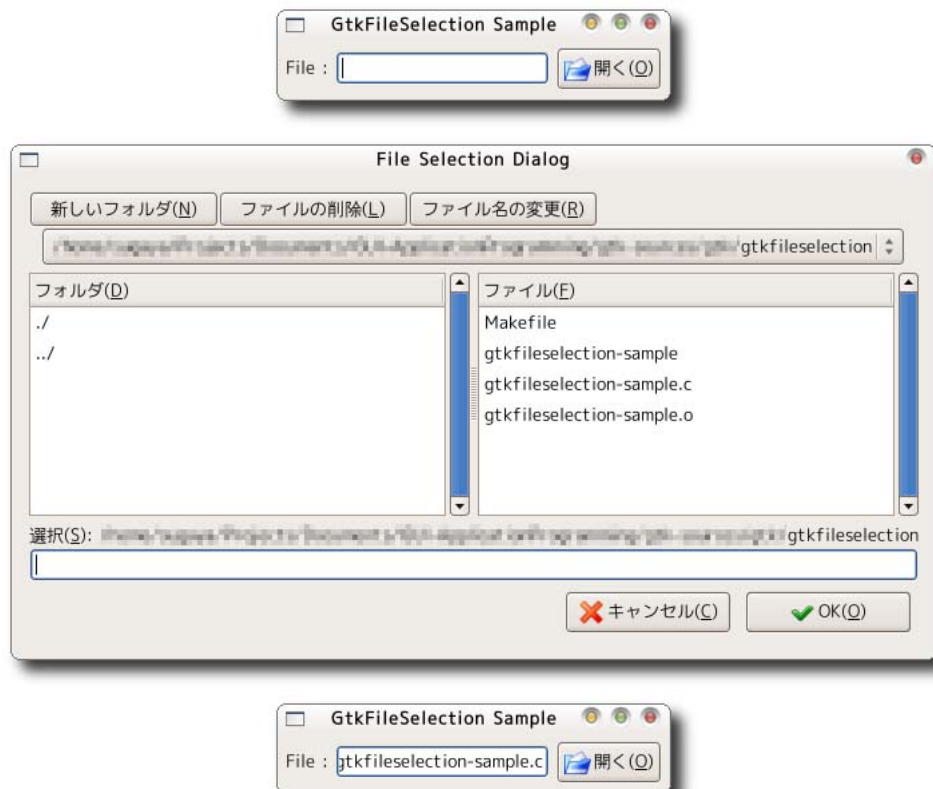 GtkFileSelection Sample
File :
開く(O)
File Selection Dialog
新しいフォルダ(N)
ファイルの削除(L)
ファイル名の変更(R)
/gtkfileselection
フォルダ(D)
./
../
ファイル(F)
Makefile
gtkfileselection-sample
gtkfileselection-sample.c
gtkfileselection-sample.o
選択(S): /gtkfileselection
キャンセル(C)
OK(O)
GtkFileSelection Sample
File : gtkfileselection-sample.c
開く(O)